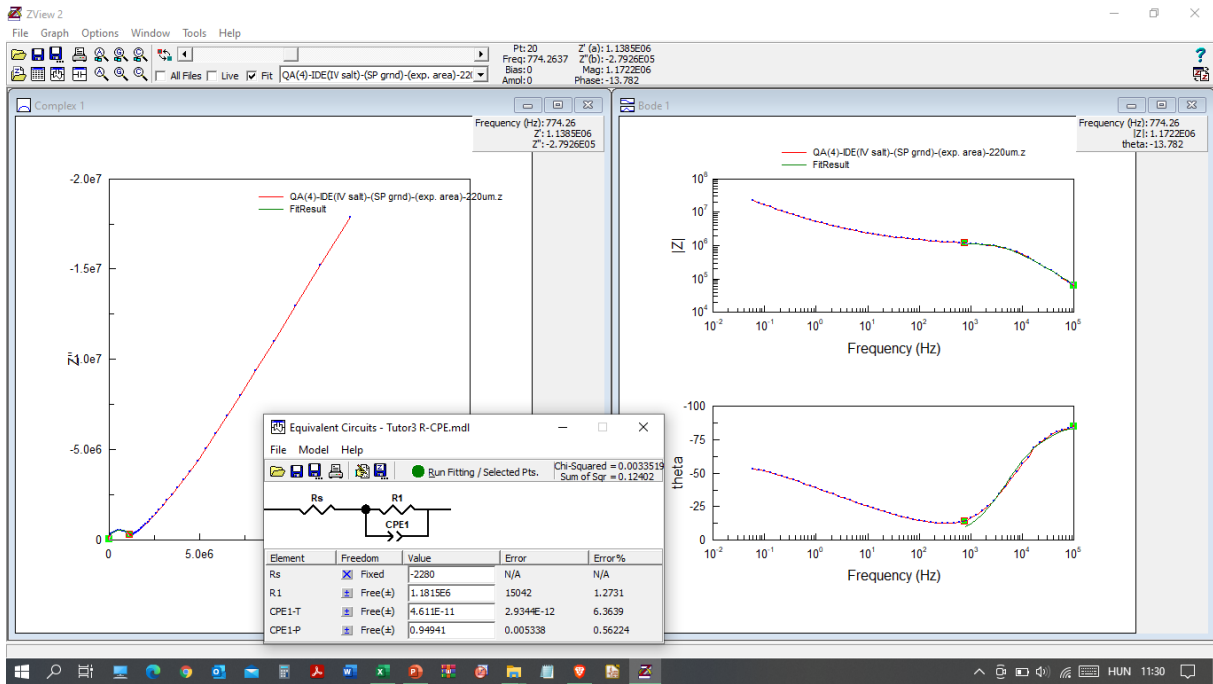 ZView 2
File Graph Options Window Tools Help
Pt: 20 Z' (a): 1.1385E06
Freq: 774.2637 Z''(b): -2.7926E05
Bias: 0 Mag: 1.1722E06
Ampl: 0 Phase: -13.782
All Files Live Fit QA(4)-IDE(IV salt)-(SP grnd)-(exp. area)-22(
Complex 1
Frequency (Hz): 774.26
Z': 1.1385E06
Z'': -2.7926E05
-2.0e7
QA(4)-IDE(IV salt)-(SP grnd)-(exp. area)-220um.z
FitResult
-1.5e7
Z''
-1.0e7
-5.0e6
0
0 5.0e6
Bode 1
Frequency (Hz): 774.26
|Z|: 1.1722E06
theta: -13.782
QA(4)-IDE(IV salt)-(SP grnd)-(exp. area)-220um.z
FitResult
10^8
10^7
|Z|
10^6
10^5
10^4
10^-2 10^-1 10^0 10^1 10^2 10^3 10^4 10^5
Frequency (Hz)
-100
-75
theta
-50
-25
0
10^-2 10^-1 10^0 10^1 10^2 10^3 10^4 10^5
Frequency (Hz)
Equivalent Circuits - Tutor3 R-CPE.mdl
File Model Help
Run Fitting / Selected Pts. Chi-Squared = 0.0033519
Sum of Sqr = 0.12402
Rs R1
CPE1
Element Freedom Value Error Error%
Rs Fixed -2280 N/A N/A
R1 Free(±) 1.1815E6 15042 1.2731
CPE1-T Free(±) 4.611E-11 2.9344E-12 6.3639
CPE1-P Free(±) 0.94941 0.005338 0.56224
HUN 11:30